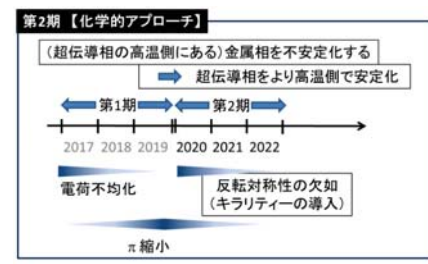 第2期 【化学的アプローチ】
(超伝導相の高温側にある) 金属相を不安定化する
超伝導相をより高温側で安定化
第1期 第2期
2017 2018 2019 2020 2021 2022
電荷不均化
反転対称性の欠如
(キラリティーの導入)
π 縮小